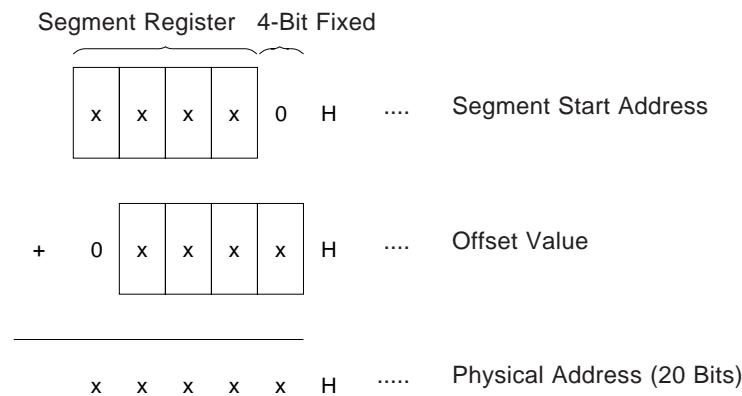 Segment Register 4-Bit Fixed
x x x x 0 H .... Segment Start Address
+ 0 x x x x H .... Offset Value
x x x x x H ..... Physical Address (20 Bits)